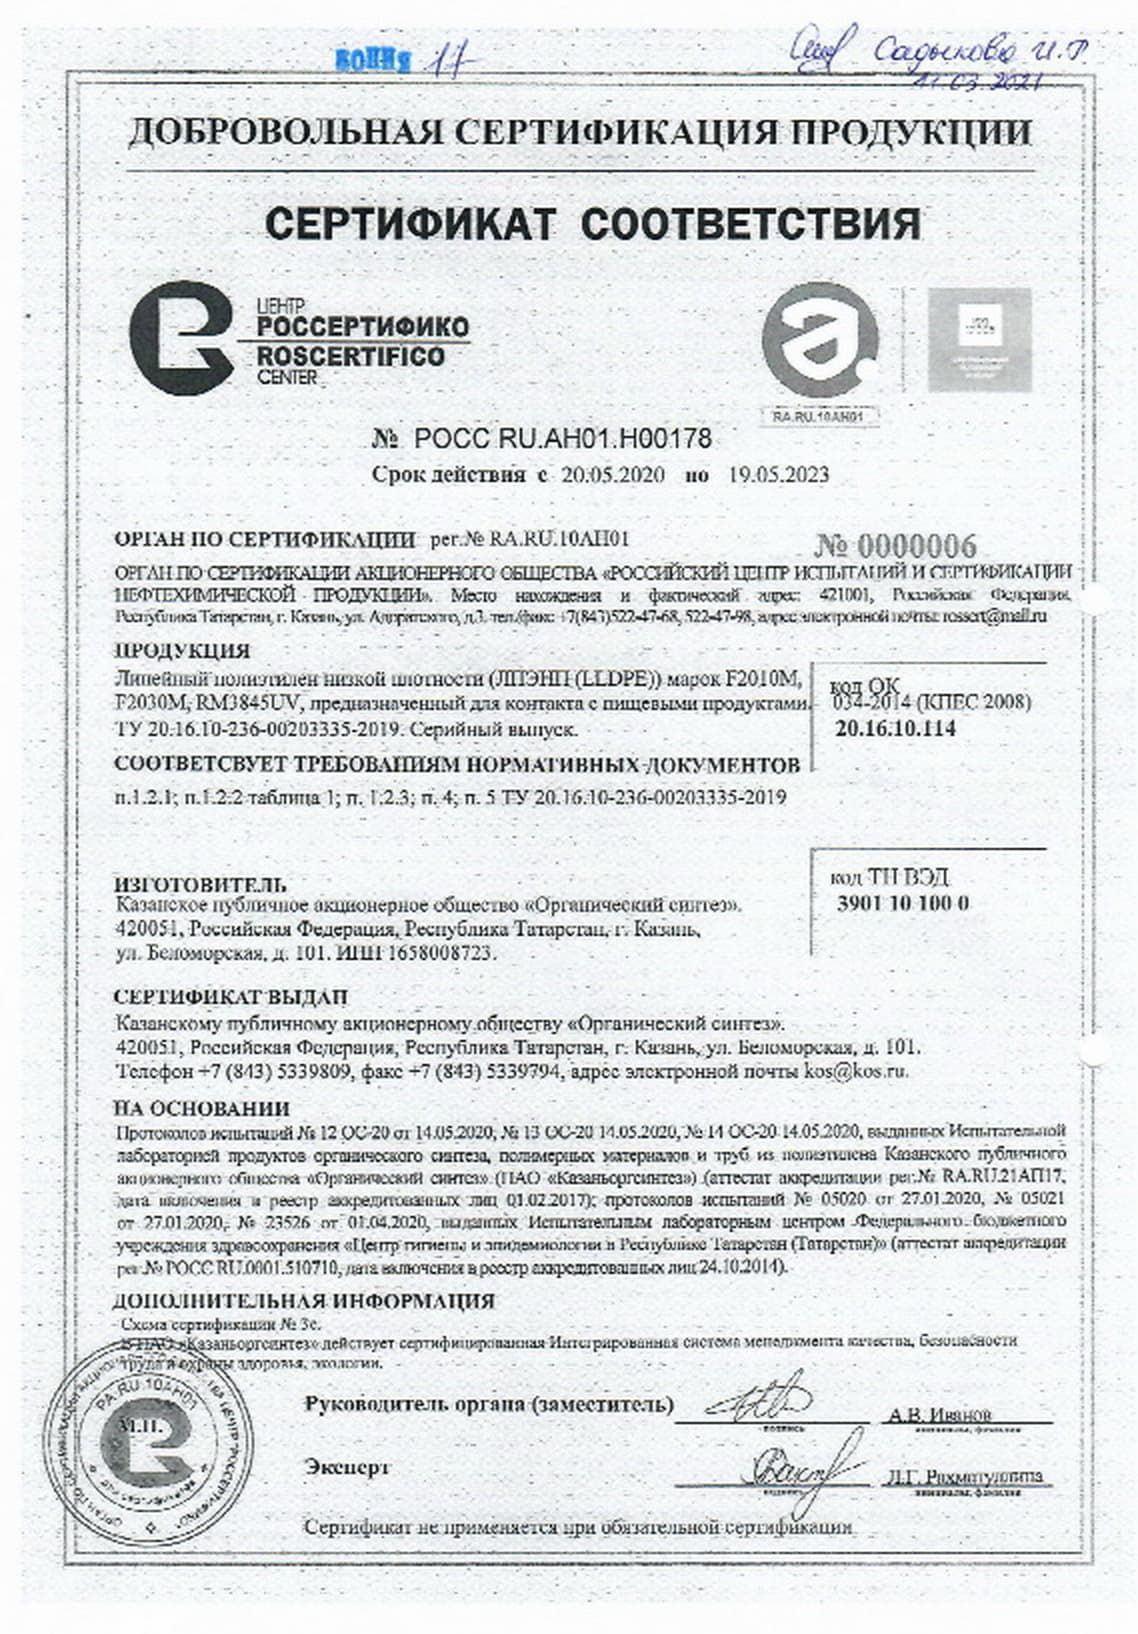 КОПИЯ 17
Садыкова И.Р.
11.03.2021
ДОБРОВОЛЬНАЯ СЕРТИФИКАЦИЯ ПРОДУКЦИИ
СЕРТИФИКАТ СООТВЕТСТВИЯ
ЦЕНТР
РОССЕРТИФИКО
ROSCERTIFICO
CENTER
RA.RU.10АН01
№ РОСС RU.АН01.Н00178
Срок действия с 20.05.2020 по 19.05.2023
ОРГАН ПО СЕРТИФИКАЦИИ рег.№ RA.RU.10АН01
№ 0000006
ОРГАН ПО СЕРТИФИКАЦИИ АКЦИОНЕРНОГО ОБЩЕСТВА «РОССИЙСКИЙ ЦЕНТР ИСПЫТАНИЙ И СЕРТИФИКАЦИИ
НЕФТЕХИМИЧЕСКОЙ ПРОДУКЦИИ». Место нахождения и фактический адрес: 421001, Российская Федерация,
Республика Татарстан, г. Казань, ул. Адоратского, д.3. тел./факс +7(843)522-47-68, 522-47-98, адрес электронной почты: rossert@mail.ru
ПРОДУКЦИЯ
Линейный полиэтилен низкой плотности (ЛПЭНП (LLDPE)) марок F2010M,
F2030M, RM3845UV, предназначенный для контакта с пищевыми продуктами.
ТУ 20.16.10-236-00203335-2019. Серийный выпуск.
код ОК
034-2014 (КПЕС 2008)
20.16.10.114
СООТВЕТСВУЕТ ТРЕБОВАНИЯМ НОРМАТИВНЫХ ДОКУМЕНТОВ
п.1.2.1; п.1.2.2 таблица 1; п. 1.2.3; п. 4; п. 5 ТУ 20.16.10-236-00203335-2019
код ТН ВЭД
3901 10 100 0
ИЗГОТОВИТЕЛЬ
Казанское публичное акционерное общество «Органический синтез».
420051, Российская Федерация, Республика Татарстан, г. Казань,
ул. Беломорская, д. 101. ИНН 1658008723.
СЕРТИФИКАТ ВЫДАН
Казанскому публичному акционерному обществу «Органический синтез».
420051, Российская Федерация, Республика Татарстан, г. Казань, ул. Беломорская, д. 101.
Телефон +7 (843) 5339809, факс +7 (843) 5339794, адрес электронной почты kos@kos.ru.
НА ОСНОВАНИИ
Протоколов испытаний № 12 ОС-20 от 14.05.2020, № 13 ОС-20 14.05.2020, № 14 ОС-20 14.05.2020, выданных Испытательной
лабораторией продуктов органического синтеза, полимерных материалов и труб из полиэтилена Казанского публичного
акционерного общества «Органический синтез» (ПАО «Казаньоргсинтез») (аттестат аккредитации рег.№ RA.RU.21АП17,
дата включения в реестр аккредитованных лиц 01.02.2017); протоколов испытаний № 05020 от 27.01.2020, № 05021
от 27.01.2020, № 23526 от 01.04.2020, выданных Испытательным лабораторным центром Федерального бюджетного
учреждения здравоохранения «Центр гигиены и эпидемиологии в Республике Татарстан (Татарстан)» (аттестат аккредитации
рег.№ РОСС RU.0001.510710, дата включения в реестр аккредитованных лиц 24.10.2014).
ДОПОЛНИТЕЛЬНАЯ ИНФОРМАЦИЯ
Схема сертификации № 3с.
В ПАО «Казаньоргсинтез» действует сертифицированная Интегрированная система менеджмента качества, безопасности
труда и охраны здоровья, экологии.
RA.RU.10АН01
М.П.
Руководитель органа (заместитель)
подпись
А.В. Иванов
инициалы, фамилия
Эксперт
подпись
Л.Г. Рахматуллина
инициалы, фамилия
Сертификат не применяется при обязательной сертификации